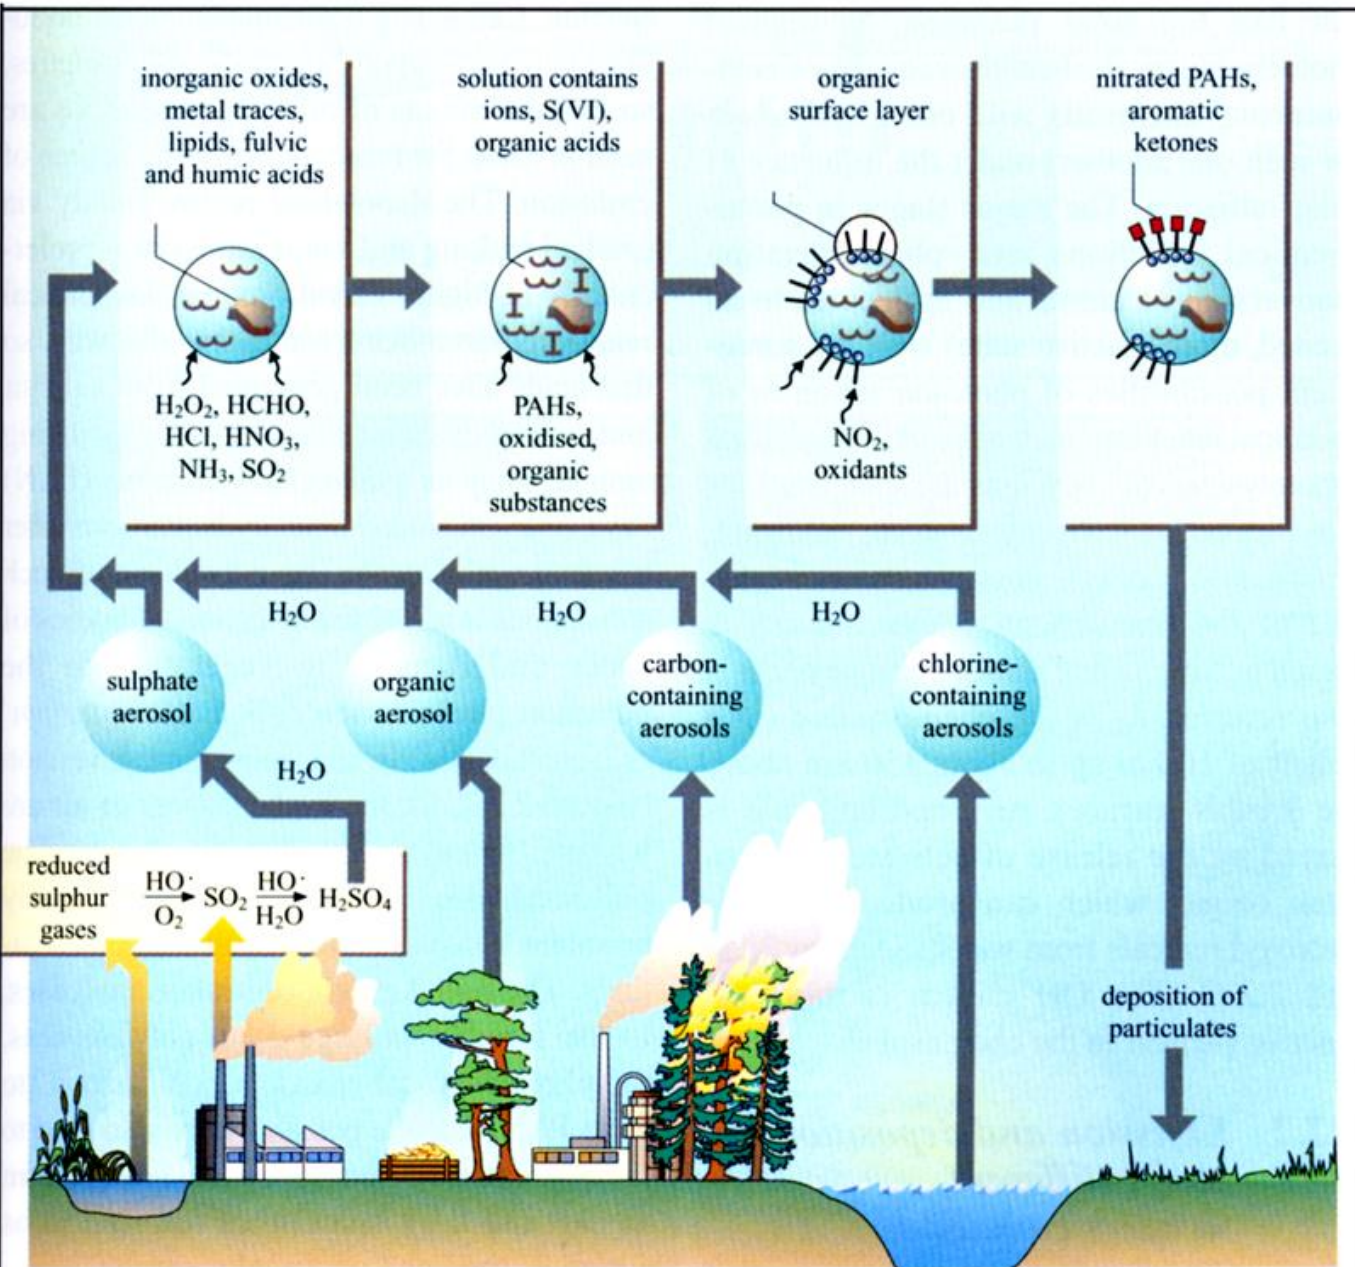 inorganic oxides,
metal traces,
lipids, fulvic
and humic acids
solution contains
ions, S(VI),
organic acids
organic
surface layer
nitrated PAHs,
aromatic
ketones
H₂O₂, HCHO,
HCl, HNO₃,
NH₃, SO₂
PAHs,
oxidised,
organic
substances
NO₂,
oxidants
H₂O
H₂O
H₂O
sulphate
aerosol
organic
aerosol
carbon-
containing
aerosols
chlorine-
containing
aerosols
H₂O
reduced
sulphur
gases
HO·
O₂
SO₂
HO·
H₂O
H₂SO₄
deposition of
particulates